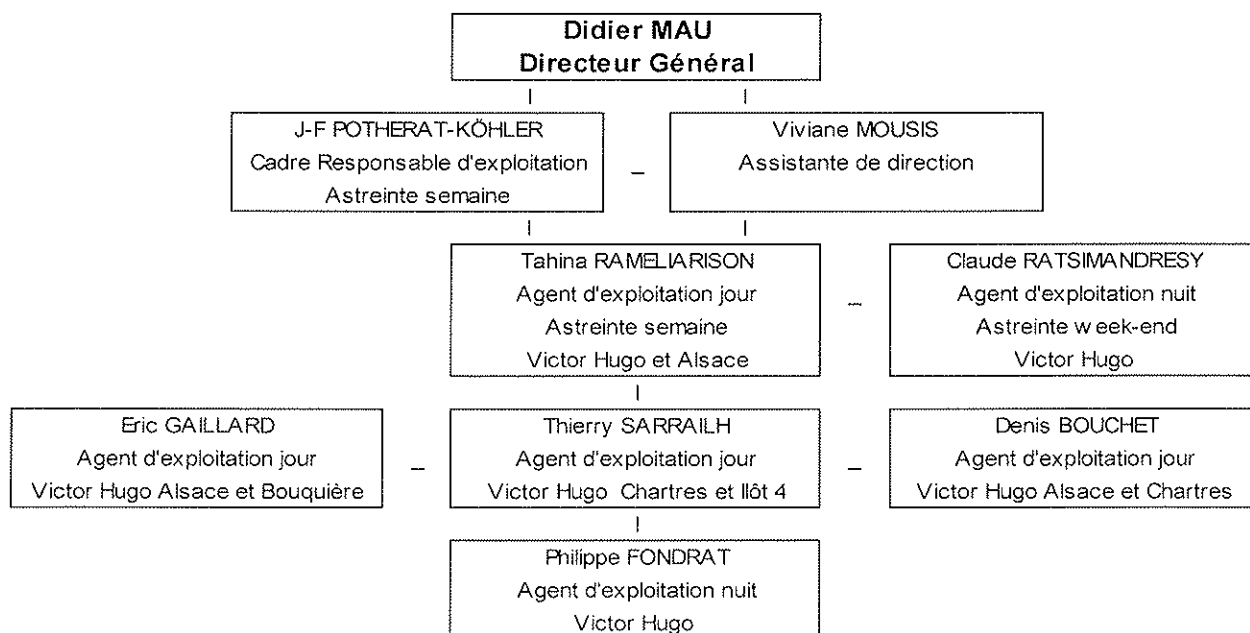 Didier MAU
Directeur Général
J-F POTHERAT-KÖHLER
Cadre Responsable d'exploitation
Astreinte semaine
Viviane MOUSIS
Assistante de direction
Tahina RAMELIARISON
Agent d'exploitation jour
Astreinte semaine
Victor Hugo et Alsace
Claude RATSIMANDRESY
Agent d'exploitation nuit
Astreinte week-end
Victor Hugo
Eric GAILLARD
Agent d'exploitation jour
Victor Hugo Alsace et Bouquière
Thierry SARRAILH
Agent d'exploitation jour
Victor Hugo Chartres et Ilôt 4
Denis BOUCHET
Agent d'exploitation jour
Victor Hugo Alsace et Chartres
Philippe FONDRAT
Agent d'exploitation nuit
Victor Hugo